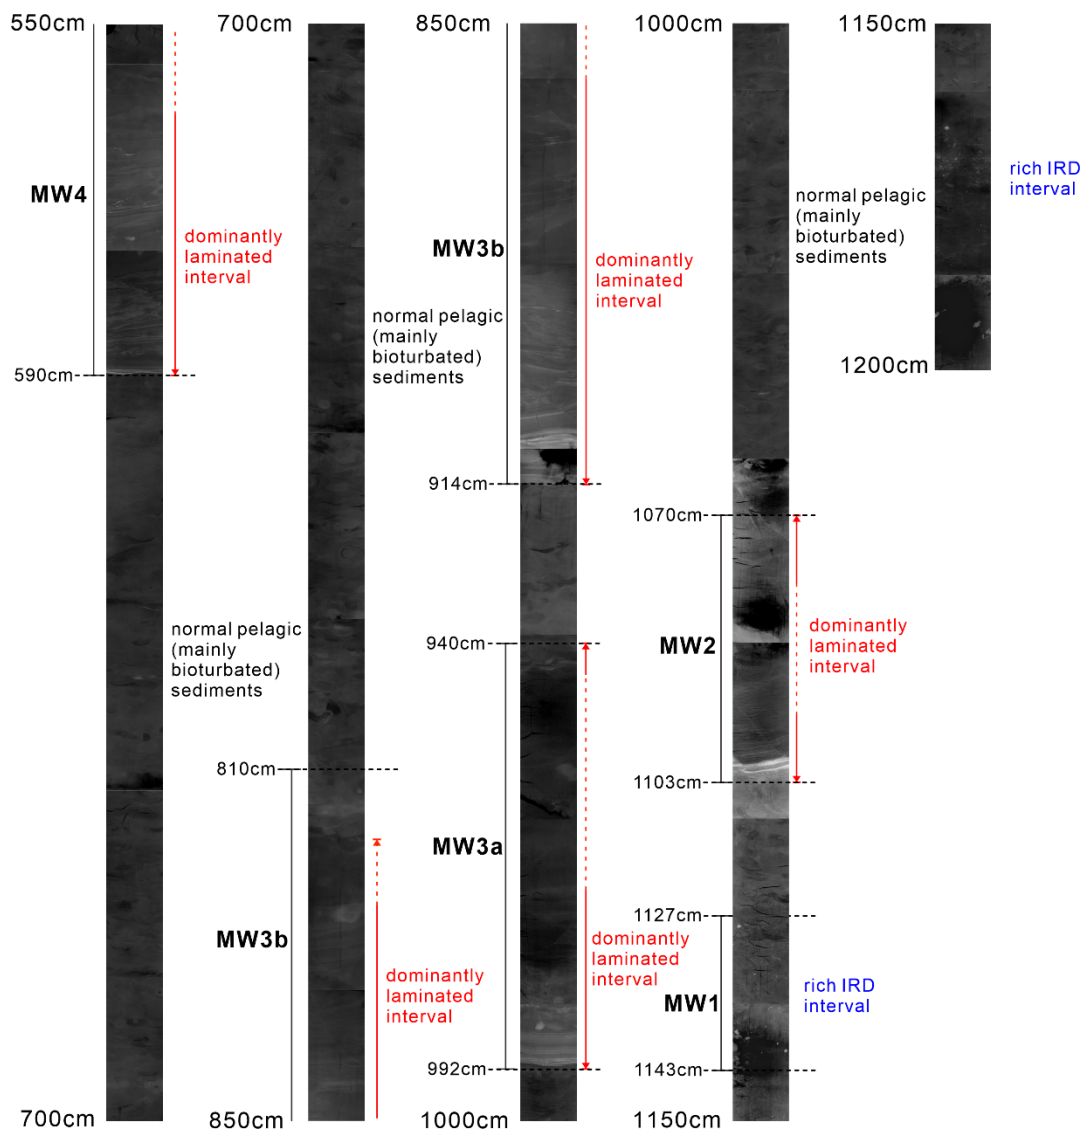 550cm
MW4
dominantly
laminated
interval
590cm
normal pelagic
(mainly
bioturbated)
sediments
700cm
700cm
normal pelagic
(mainly
bioturbated)
sediments
810cm
MW3b
dominantly
laminated
interval
850cm
850cm
MW3b
dominantly
laminated
interval
914cm
940cm
MW3a
dominantly
laminated
interval
992cm
1000cm
1000cm
normal pelagic
(mainly
bioturbated)
sediments
1070cm
MW2
dominantly
laminated
interval
1103cm
1127cm
MW1
rich IRD
interval
1143cm
1150cm
1150cm
rich IRD
interval
1200cm